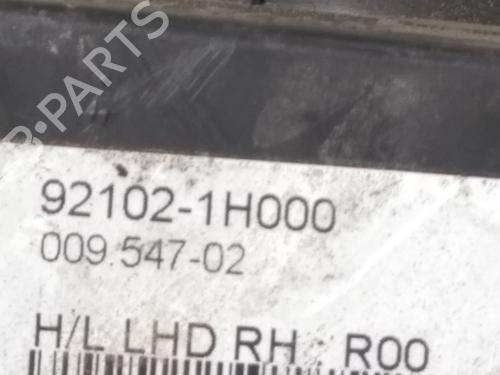 B-PARTS
92102-1H000
009.547-02
H/L LHD RH R00